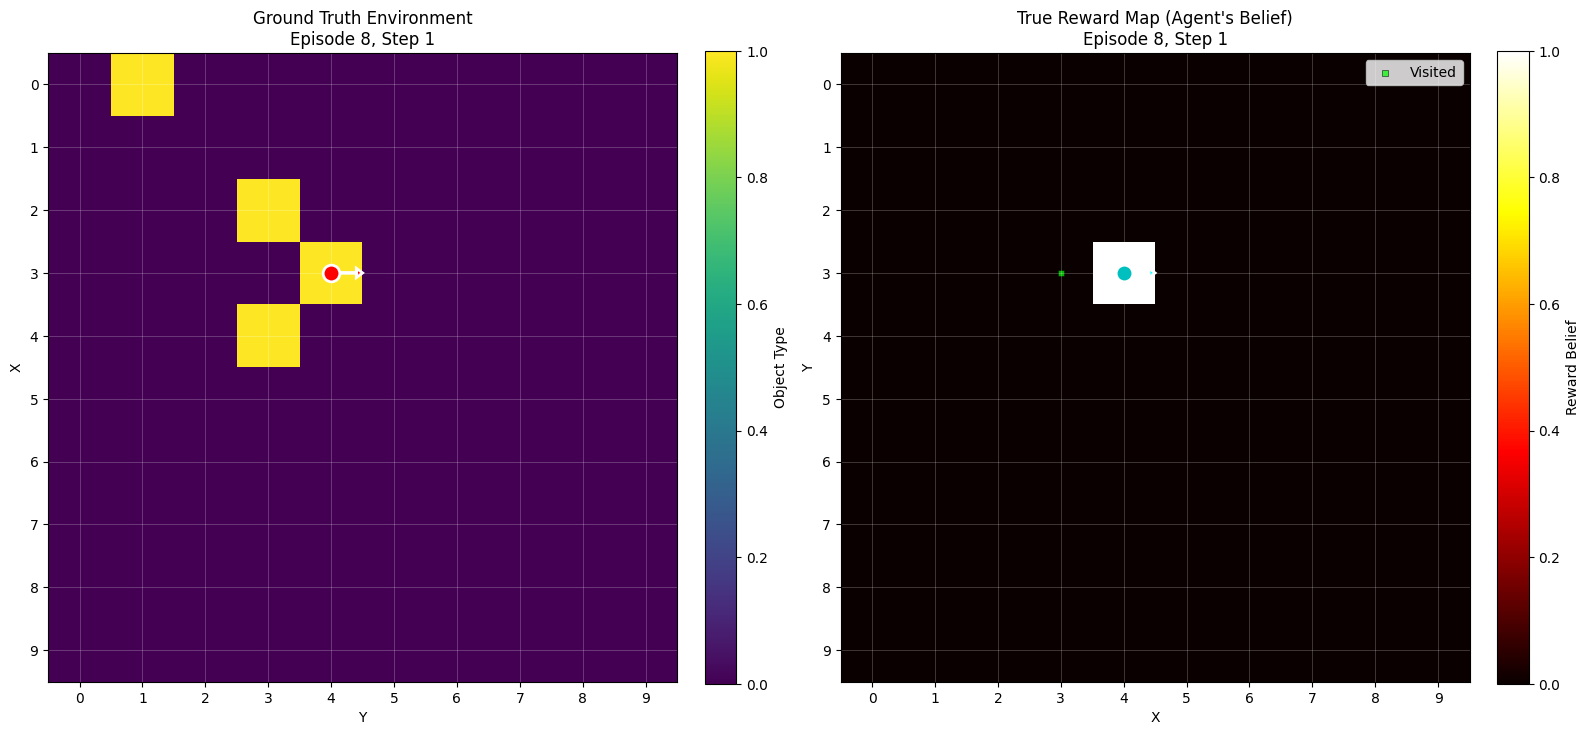 Ground Truth Environment
Episode 8, Step 1
0
1
2
3
4
5
6
7
8
9
X
0 1 2 3 4 5 6 7 8 9
Y
1.0
0.8
0.6
0.4
0.2
0.0
Object Type
True Reward Map (Agent's Belief)
Episode 8, Step 1
Visited
0
1
2
3
4
5
6
7
8
9
Y
0 1 2 3 4 5 6 7 8 9
X
1.0
0.8
0.6
0.4
0.2
0.0
Reward Belief